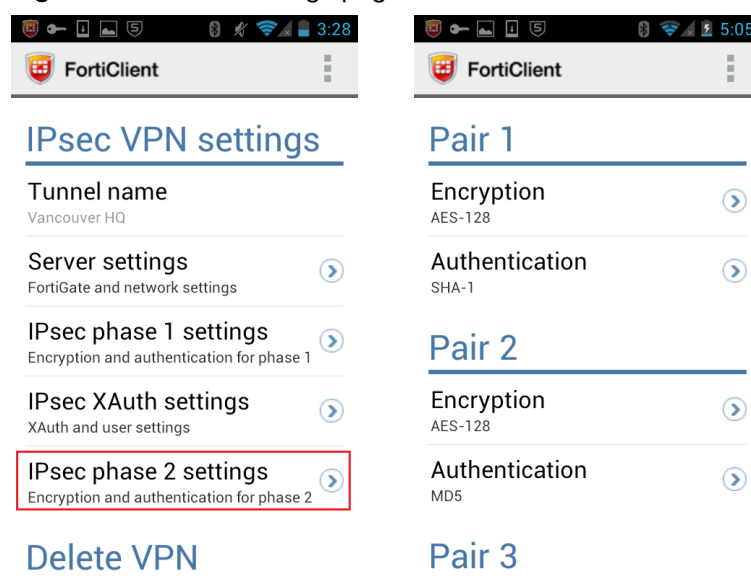 3:28
FortiClient
IPsec VPN settings
Tunnel name
Vancouver HQ
Server settings
FortiGate and network settings
IPsec phase 1 settings
Encryption and authentication for phase 1
IPsec XAuth settings
XAuth and user settings
IPsec phase 2 settings
Encryption and authentication for phase 2
Delete VPN
5:05
FortiClient
Pair 1
Encryption
AES-128
Authentication
SHA-1
Pair 2
Encryption
AES-128
Authentication
MD5
Pair 3